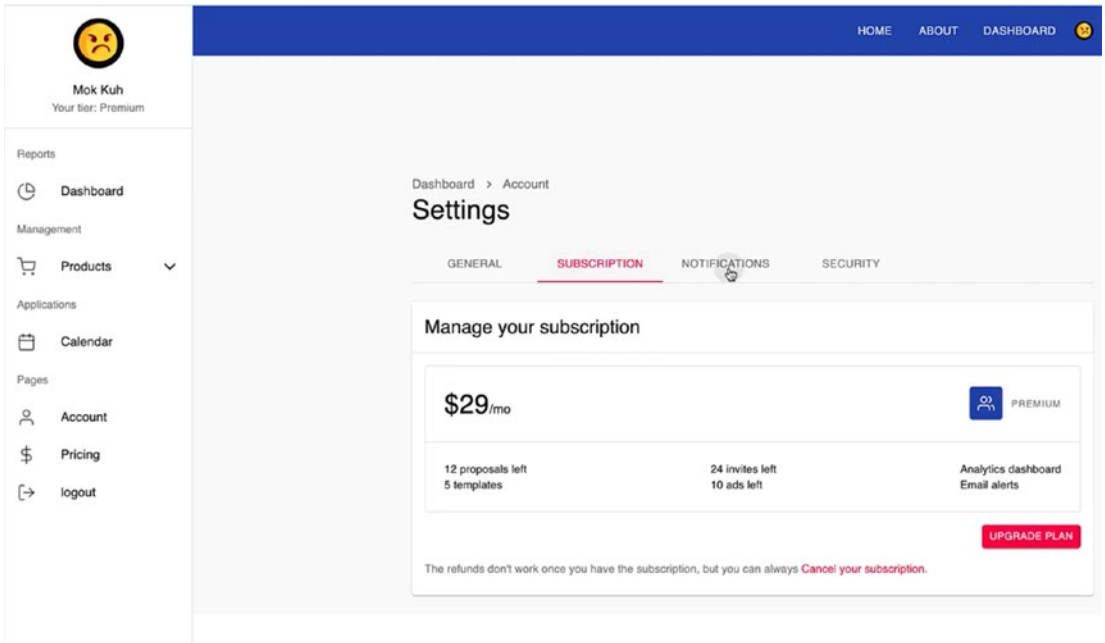 HOME ABOUT DASHBOARD
Mok Kuh
Your tier: Premium
Reports
Dashboard
Management
Products
Applications
Calendar
Pages
Account
Pricing
logout
Dashboard > Account
Settings
GENERAL SUBSCRIPTION NOTIFICATIONS SECURITY
Manage your subscription
$29/mo
PREMIUM
12 proposals left 24 invites left Analytics dashboard
5 templates 10 ads left Email alerts
UPGRADE PLAN
The refunds don't work once you have the subscription, but you can always Cancel your subscription.